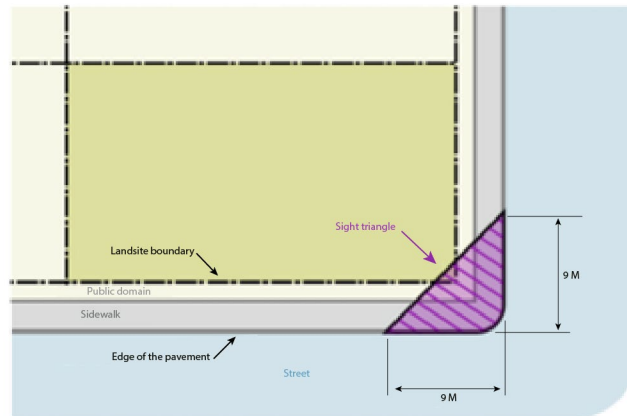 Sight triangle
Landsite boundary
Public domain
9 M
Sidewalk
Edge of the pavement
Street
9 M